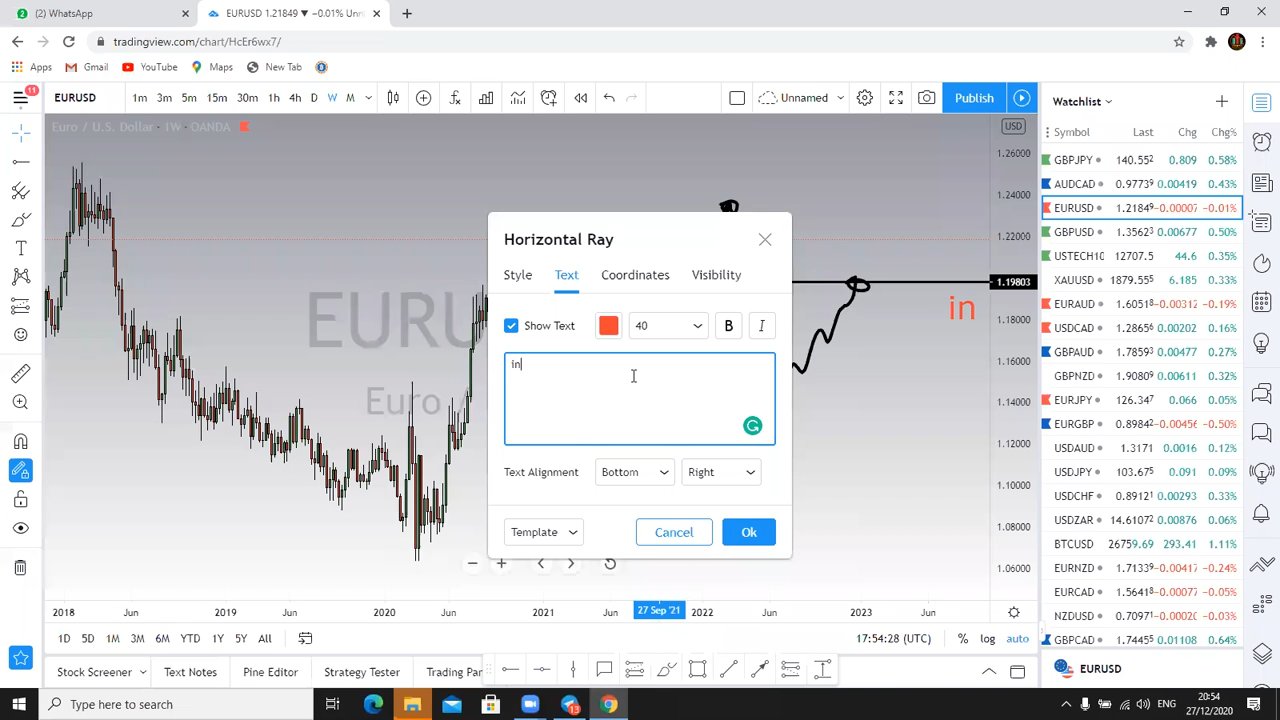 (2) WhatsApp
EURUSD 1.21849 ▼ −0.01% Unn
tradingview.com/chart/HcEr6wx7/
Apps Gmail YouTube Maps New Tab
11
EURUSD 1m 3m 5m 15m 30m 1h 4h D W M Unnamed Publish
Watchlist
Euro / U.S. Dollar · 1W · OANDA
USD
Symbol Last Chg Chg%
GBPJPY 140.552 0.809 0.58%
AUDCAD 0.97739 0.00419 0.43%
EURUSD 1.21849 −0.00007 −0.01%
GBPUSD 1.35623 0.00677 0.50%
USTECH10 12707.5 44.6 0.35%
XAUUSD 1879.555 6.185 0.33%
EURAUD 1.60518 −0.00312 −0.19%
USDCAD 1.28656 0.00202 0.16%
GBPAUD 1.78593 0.00477 0.27%
GBPNZD 1.90809 0.00611 0.32%
EURJPY 126.347 0.066 0.05%
EURGBP 0.89842 −0.00456 −0.50%
USDAUD 1.3171 0.0016 0.12%
USDJPY 103.675 0.091 0.09%
USDCHF 0.89121 0.00293 0.33%
USDZAR 14.61072 0.00876 0.06%
BTCUSD 26759.69 293.41 1.11%
EURNZD 1.71339 −0.00417 −0.24%
EURCAD 1.56418 −0.00072 −0.05%
NZDUSD 0.70971 −0.00021 −0.03%
GBPCAD 1.74455 0.01108 0.64%
EURUSD
1.26000
1.24000
1.22000
1.19803
1.18000
1.16000
1.14000
1.12000
1.10000
1.08000
1.06000
EURU
Euro
in
Horizontal Ray
Style Text Coordinates Visibility
Show Text 40 B I
in
Text Alignment Bottom Right
Template Cancel Ok
2018 Jun 2019 Jun 2020 Jun 2021 Jun 27 Sep '21 2022 Jun 2023 Jun
1D 5D 1M 3M 6M YTD 1Y 5Y All 17:54:28 (UTC) % log auto
Stock Screener Text Notes Pine Editor Strategy Tester Trading Pan
Type here to search
13
ENG
20:54
27/12/2020